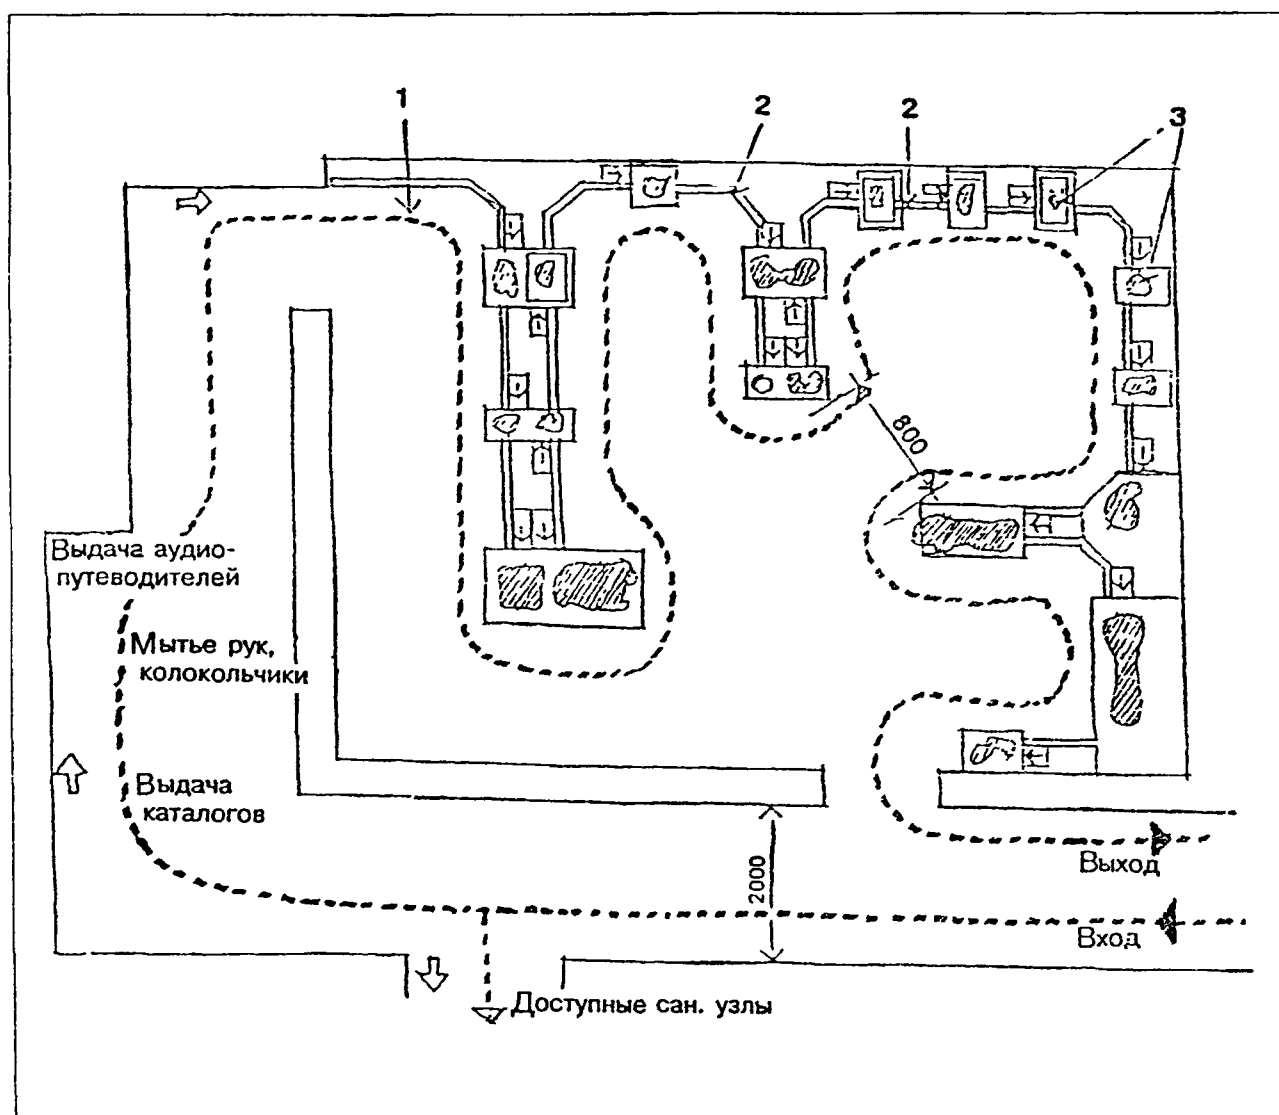 1
2
2
3
800
Выдача аудио-
путеводителей
Мытье рук,
колокольчики
Выдача
каталогов
2000
Выход
Вход
Доступные сан. узлы